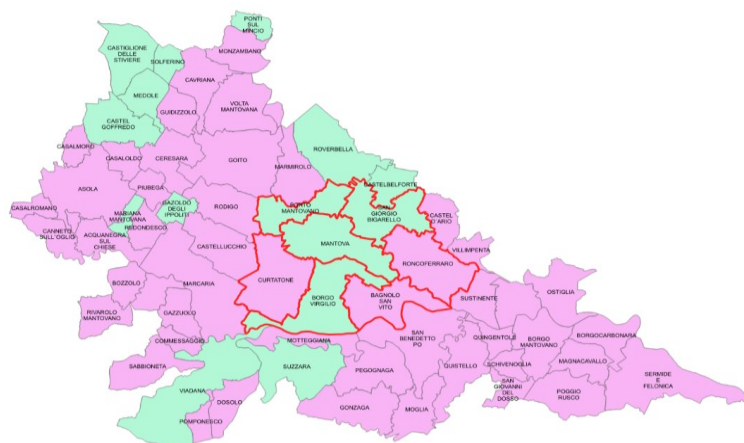 PONTI
SUL
MINCIO
CASTIGLIONE
DELLE
STIVIERE
SOLFERINO
MONZAMBANO
CAVRIANA
MEDOLE
GUIDIZZOLO
VOLTA
MANTOVANA
CASTEL
GOFFREDO
CASALMORO
CASALOLDO
CERESARA
GOITO
MARMIROLO
ROVERBELLA
CASTELBELFORTE
ASOLA
PIUBEGA
GAZOLDO
DEGLI
IPPOLITI
RODIGO
PORTO
MANTOVANO
SAN
GIORGIO
BIGARELLO
CASTEL
D'ARIO
CASALROMANO
CANNETO
SULL'OGLIO
ACQUANEGRA
SUL
CHIESE
MARIANA
MANTOVANA
REDONDESCO
CASTELLUCCHIO
MANTOVA
VILLIMPENTA
RONCOFERRARO
BOZZOLO
MARCARIA
CURTATONE
BORGO
VIRGILIO
BAGNOLO
SAN
VITO
SUSTINENTE
OSTIGLIA
RIVAROLO
MANTOVANO
GAZZUOLO
COMMESSAGGIO
MOTTEGGIANA
SAN
BENEDETTO
PO
QUINGENTOLE
BORGO
MANTOVANO
BORGOCARBONARA
SABBIONETA
SUZZARA
PEGOGNAGA
QUISTELLO
SCHIVENOGLIA
MAGNACAVALLO
SERMIDE
E
FELONICA
VIADANA
DOSOLO
POMPONESCO
GONZAGA
MOGLIA
SAN
GIOVANNI
DEL
DOSSO
POGGIO
RUSCO